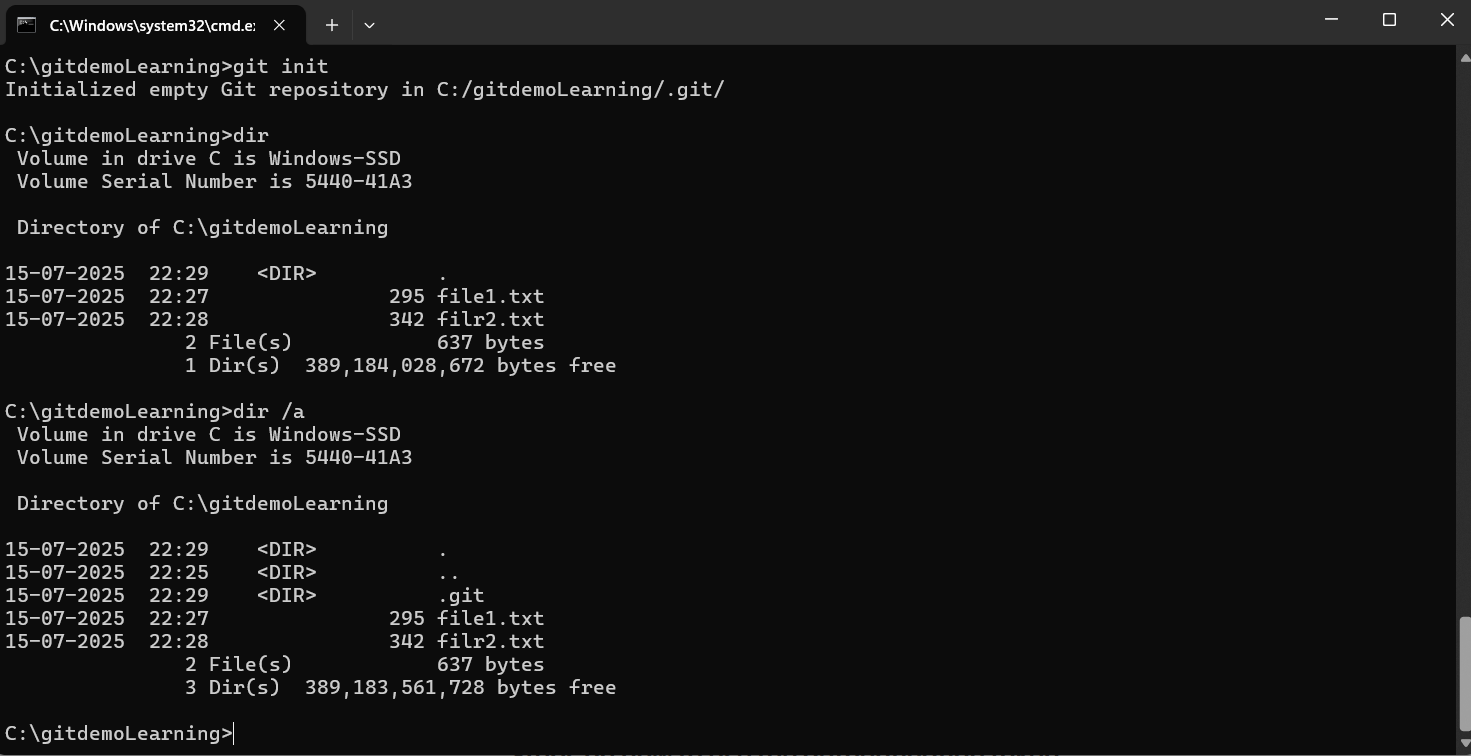 C:\Windows\system32\cmd.e:
C:\gitdemoLearning>git init
Initialized empty Git repository in C:/gitdemoLearning/.git/
C:\gitdemoLearning>dir
 Volume in drive C is Windows-SSD
 Volume Serial Number is 5440-41A3
 Directory of C:\gitdemoLearning
15-07-2025  22:29    <DIR>          .
15-07-2025  22:27               295 file1.txt
15-07-2025  22:28               342 filr2.txt
               2 File(s)            637 bytes
               1 Dir(s)  389,184,028,672 bytes free
C:\gitdemoLearning>dir /a
 Volume in drive C is Windows-SSD
 Volume Serial Number is 5440-41A3
 Directory of C:\gitdemoLearning
15-07-2025  22:29    <DIR>          .
15-07-2025  22:25    <DIR>          ..
15-07-2025  22:29    <DIR>          .git
15-07-2025  22:27               295 file1.txt
15-07-2025  22:28               342 filr2.txt
               2 File(s)            637 bytes
               3 Dir(s)  389,183,561,728 bytes free
C:\gitdemoLearning>